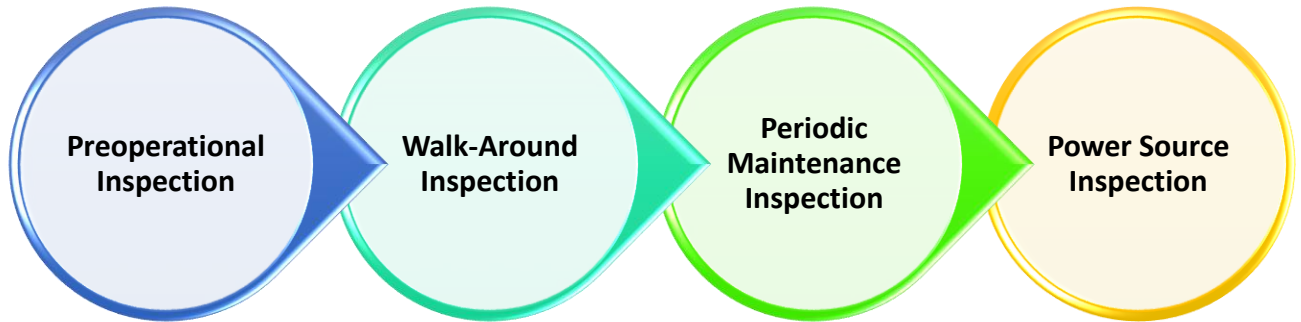 Preoperational
Inspection
Walk-Around
Inspection
Periodic
Maintenance
Inspection
Power Source
Inspection